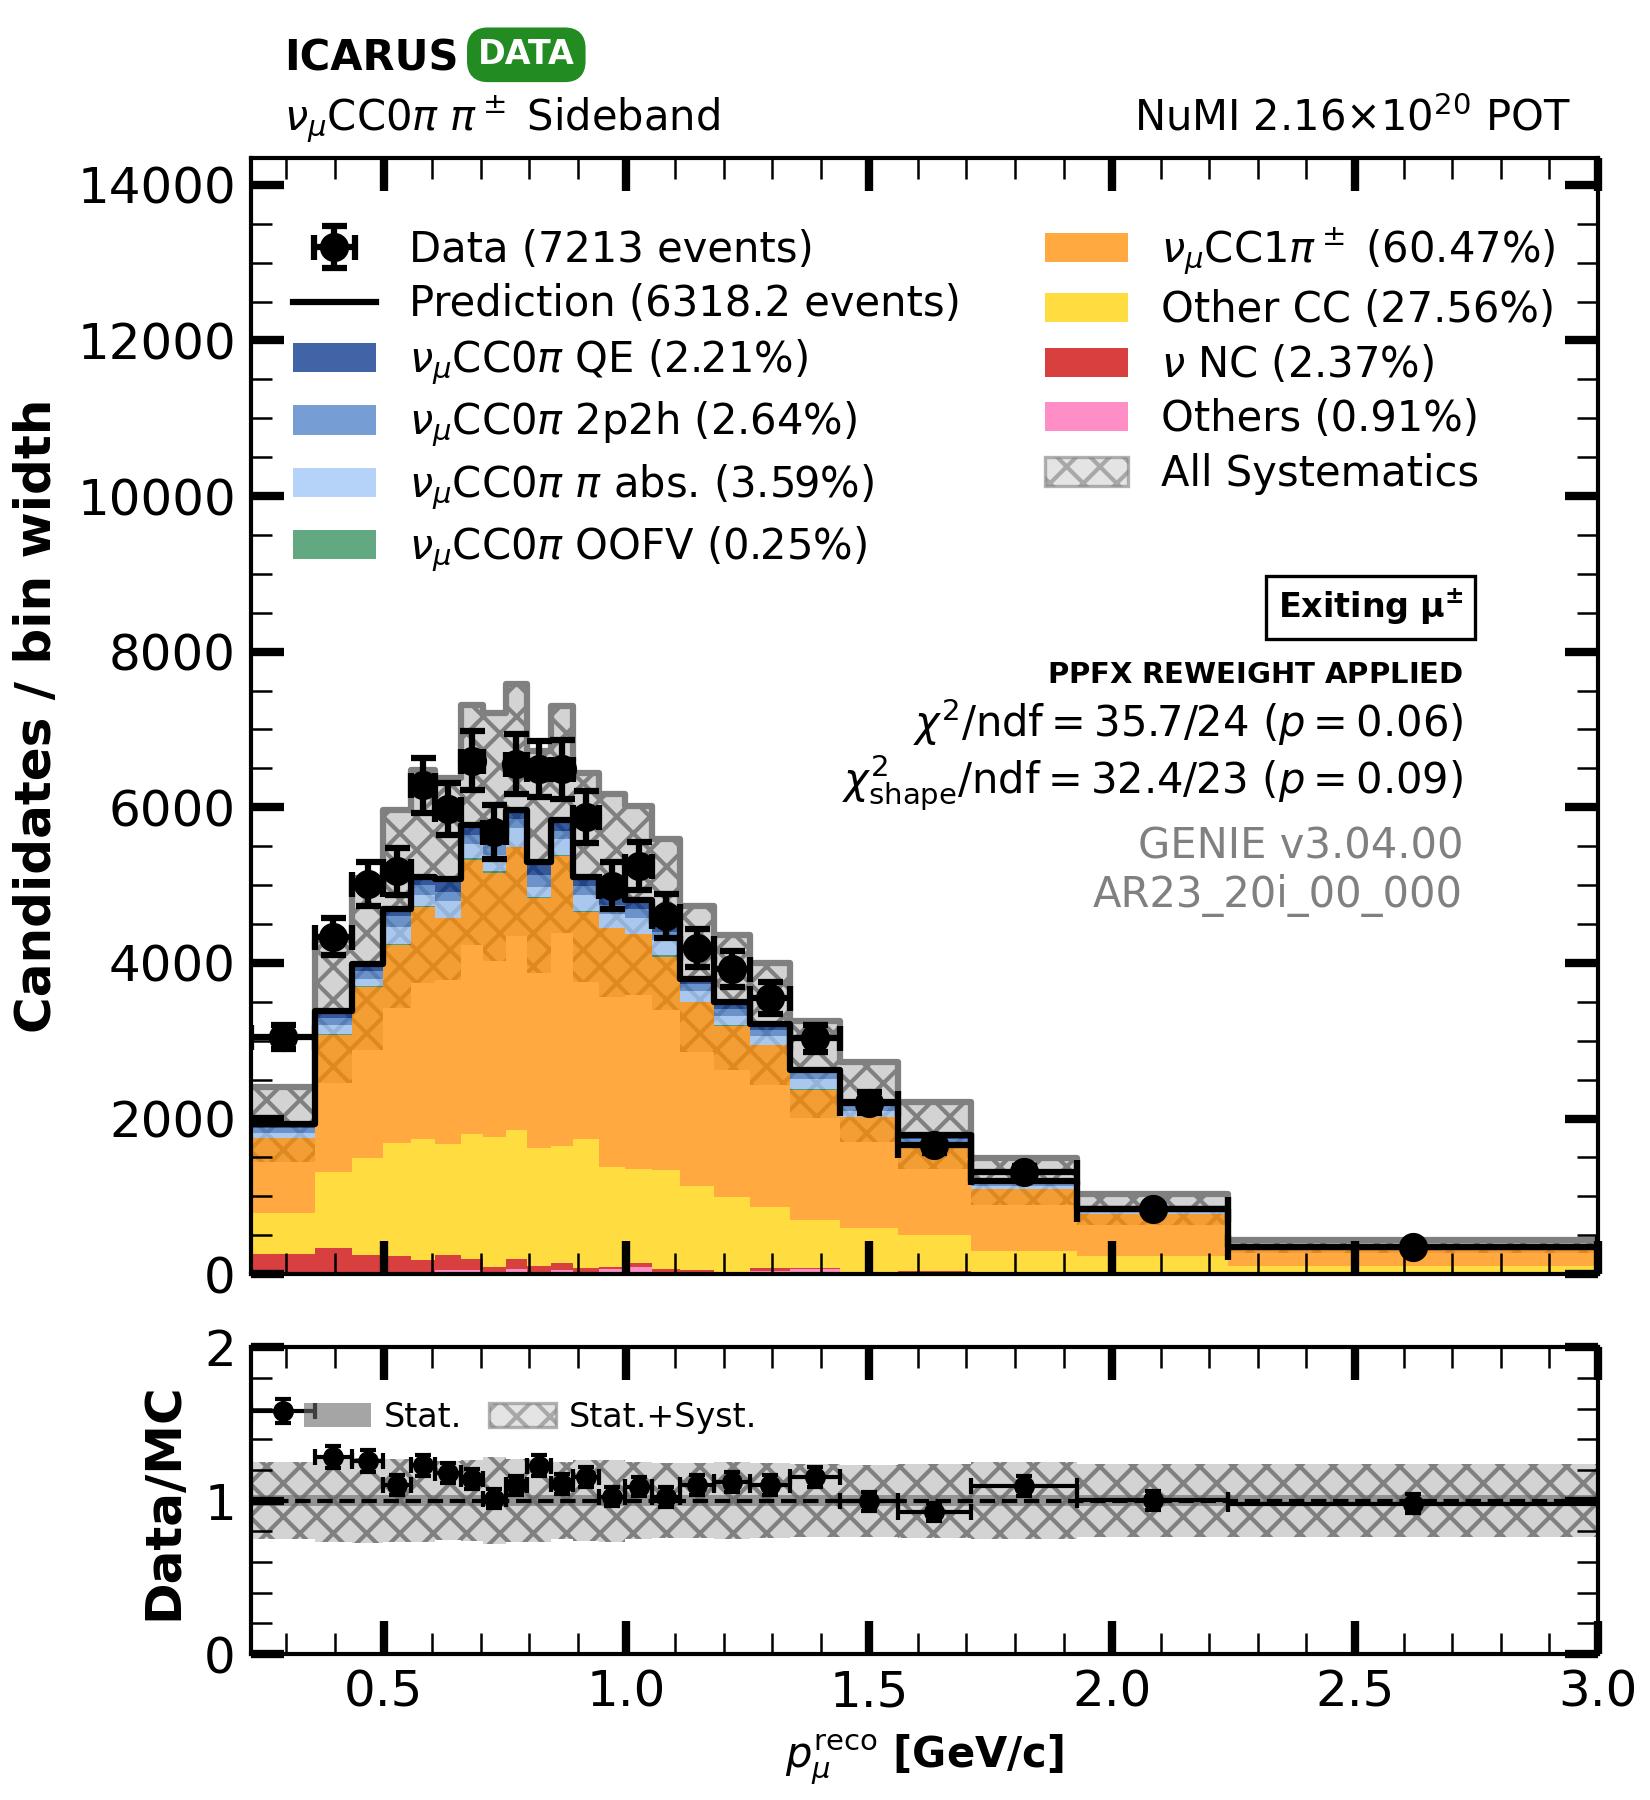 ICARUS DATA
νμCC0π π± Sideband
NuMI 2.16×10²⁰ POT
14000
12000
10000
8000
6000
4000
2000
0
Candidates / bin width
Data (7213 events)
Prediction (6318.2 events)
νμCC0π QE (2.21%)
νμCC0π 2p2h (2.64%)
νμCC0π π abs. (3.59%)
νμCC0π OOFV (0.25%)
νμCC1π± (60.47%)
Other CC (27.56%)
ν NC (2.37%)
Others (0.91%)
All Systematics
Exiting μ±
PPFX REWEIGHT APPLIED
χ²/ndf = 35.7/24 (p = 0.06)
χ²shape/ndf = 32.4/23 (p = 0.09)
GENIE v3.04.00
AR23_20i_00_000
2
1
0
Data/MC
Stat. Stat.+Syst.
0.5 1.0 1.5 2.0 2.5 3.0
pμreco [GeV/c]